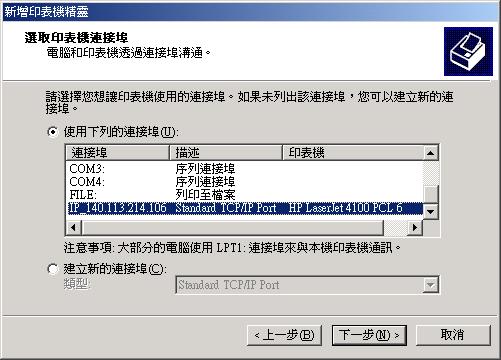 新增印表機精靈
選取印表機連接埠
電腦和印表機透過連接埠溝通。
請選擇您想讓印表機使用的連接埠。如果未列出該連接埠，您可以建立新的連
接埠。
使用下列的連接埠(U):
連接埠 描述 印表機
COM3: 序列連接埠
COM4: 序列連接埠
FILE: 列印至檔案
IP_140.113.214.106 Standard TCP/IP Port HP LaserJet 4100 PCL 6
注意事項: 大部分的電腦使用 LPT1: 連接埠來與本機印表機通訊。
建立新的連接埠(C):
類型: Standard TCP/IP Port
<上一步(B) 下一步(N)> 取消